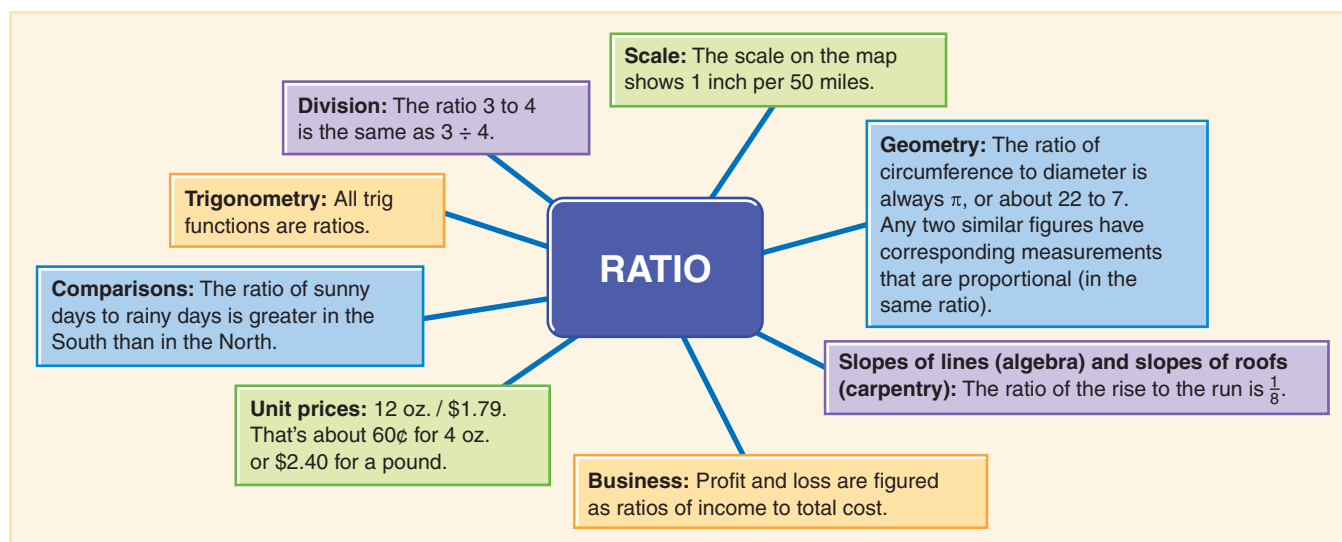 Scale: The scale on the map
shows 1 inch per 50 miles.
Division: The ratio 3 to 4
is the same as 3 ÷ 4.
Geometry: The ratio of
circumference to diameter is
always π, or about 22 to 7.
Any two similar figures have
corresponding measurements
that are proportional (in the
same ratio).
Trigonometry: All trig
functions are ratios.
RATIO
Comparisons: The ratio of sunny
days to rainy days is greater in the
South than in the North.
Slopes of lines (algebra) and slopes of roofs
(carpentry): The ratio of the rise to the run is 1/8.
Unit prices: 12 oz. / $1.79.
That's about 60¢ for 4 oz.
or $2.40 for a pound.
Business: Profit and loss are figured
as ratios of income to total cost.